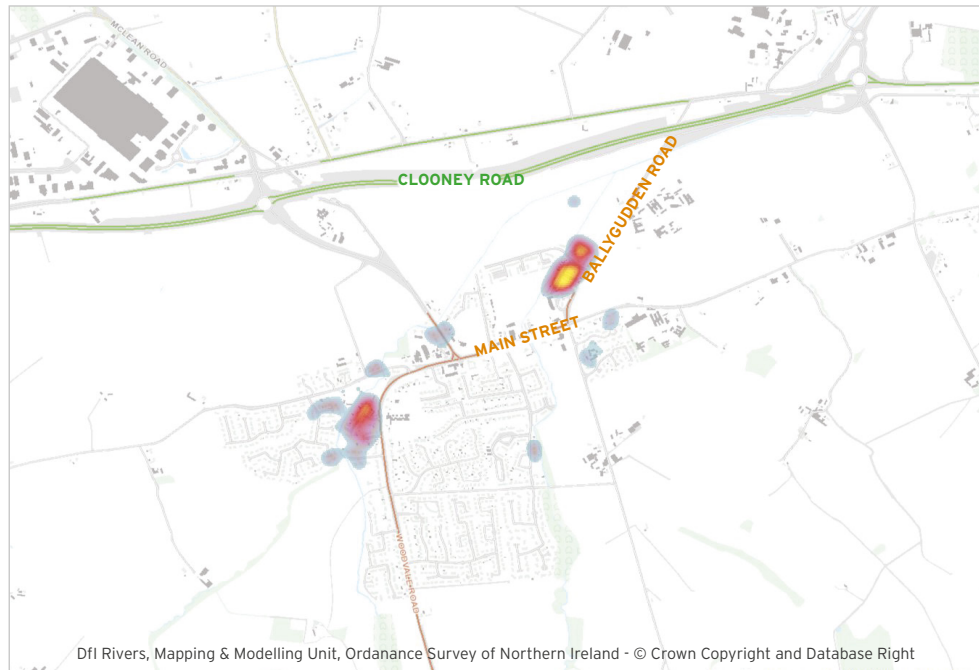 MCLEAN ROAD
CLOONEY ROAD
BALLYGUDDEN ROAD
MAIN STREET
WOODVALE ROAD
DfI Rivers, Mapping & Modelling Unit, Ordanance Survey of Northern Ireland - © Crown Copyright and Database Right